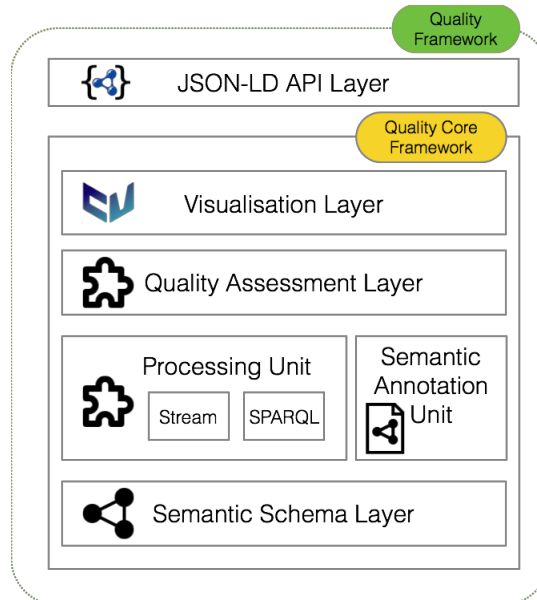 Quality
Framework
JSON-LD API Layer
Quality Core
Framework
Visualisation Layer
Quality Assessment Layer
Processing Unit
Stream
SPARQL
Semantic
Annotation
Unit
Semantic Schema Layer